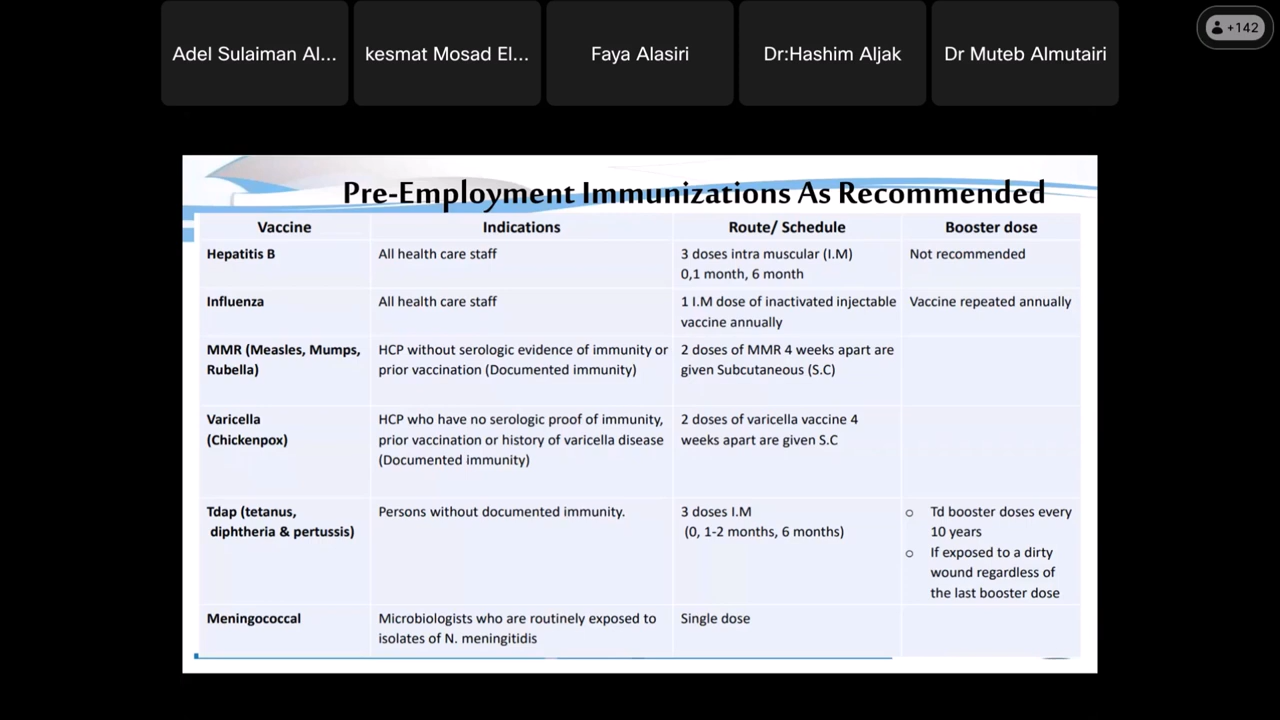 Adel Sulaiman Al...
kesmat Mosad El...
Faya Alasiri
Dr:Hashim Aljak
Dr Muteb Almutairi
+142
Pre-Employment Immunizations As Recommended
Vaccine
Indications
Route/ Schedule
Booster dose
Hepatitis B
All health care staff
3 doses intra muscular (I.M)
0,1 month, 6 month
Not recommended
Influenza
All health care staff
1 I.M dose of inactivated injectable
vaccine annually
Vaccine repeated annually
MMR (Measles, Mumps,
Rubella)
HCP without serologic evidence of immunity or
prior vaccination (Documented immunity)
2 doses of MMR 4 weeks apart are
given Subcutaneous (S.C)
Varicella
(Chickenpox)
HCP who have no serologic proof of immunity,
prior vaccination or history of varicella disease
(Documented immunity)
2 doses of varicella vaccine 4
weeks apart are given S.C
Tdap (tetanus,
diphtheria & pertussis)
Persons without documented immunity.
3 doses I.M
(0, 1-2 months, 6 months)
o Td booster doses every
10 years
o If exposed to a dirty
wound regardless of
the last booster dose
Meningococcal
Microbiologists who are routinely exposed to
isolates of N. meningitidis
Single dose